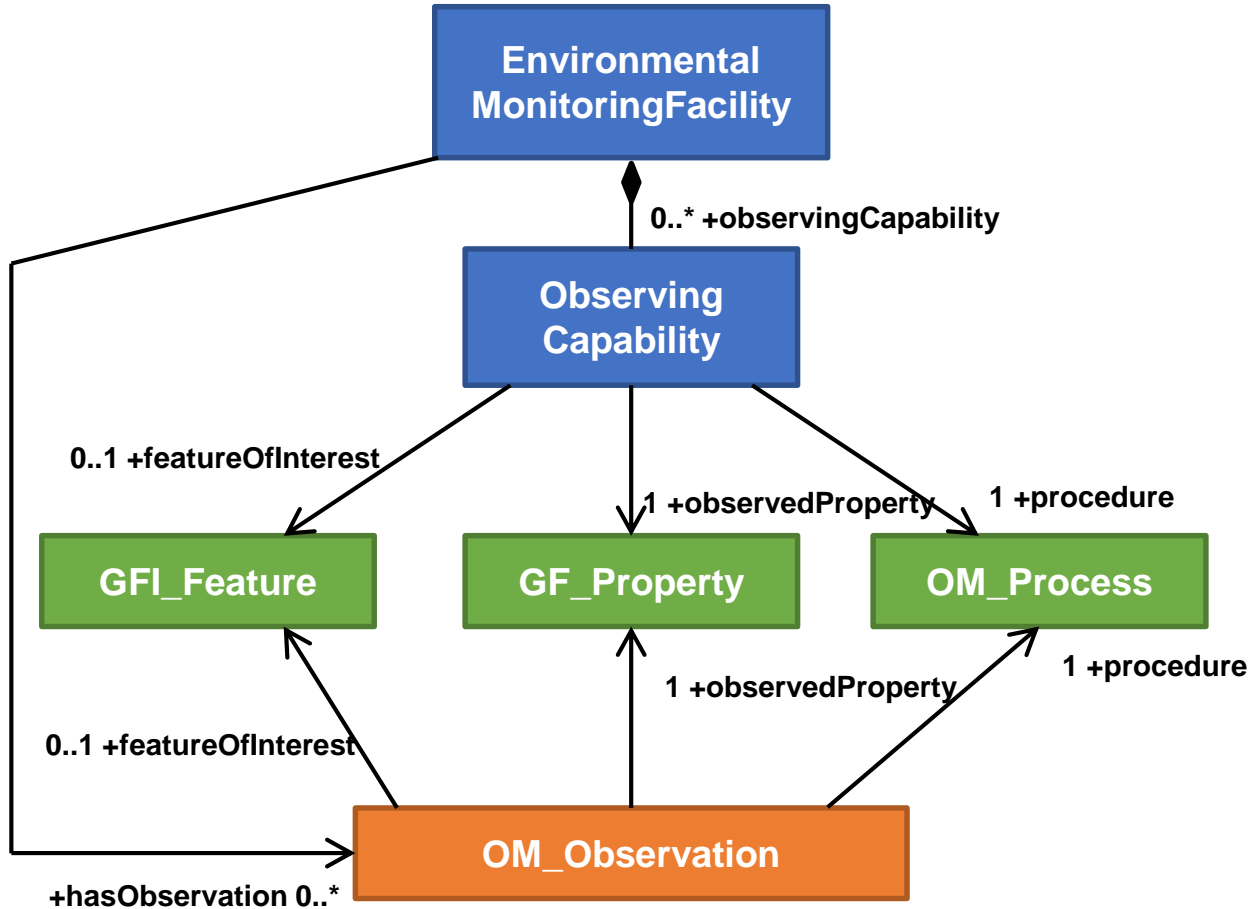 Environmental
MonitoringFacility
0..* +observingCapability
Observing
Capability
0..1 +featureOfInterest
1 +observedProperty
1 +procedure
GFI_Feature
GF_Property
OM_Process
1 +procedure
1 +observedProperty
0..1 +featureOfInterest
OM_Observation
+hasObservation 0..*